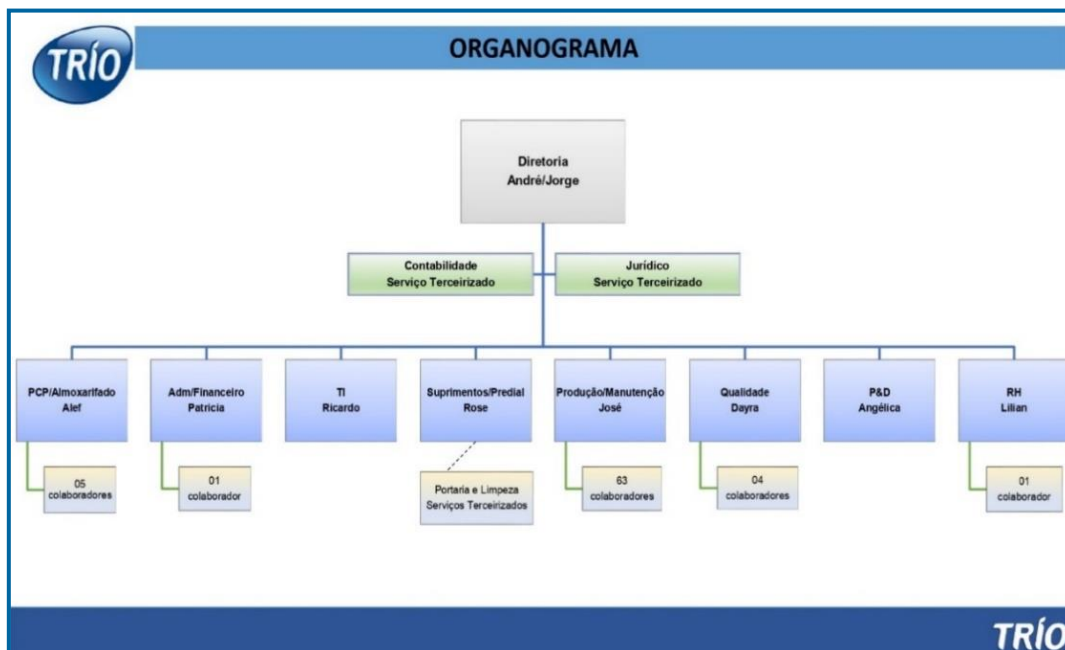 TRÍO
ORGANOGRAMA
Diretoria
André/Jorge
Contabilidade
Serviço Terceirizado
Jurídico
Serviço Terceirizado
PCP/Almoxarifado
Alef
Adm/Financeiro
Patricia
TI
Ricardo
Suprimentos/Predial
Rose
Produção/Manutenção
José
Qualidade
Dayra
P&D
Angélica
RH
Lilian
05
colaboradores
01
colaborador
Portaria e Limpeza
Serviços Terceirizados
63
colaboradores
04
colaboradores
01
colaborador
TRÍO